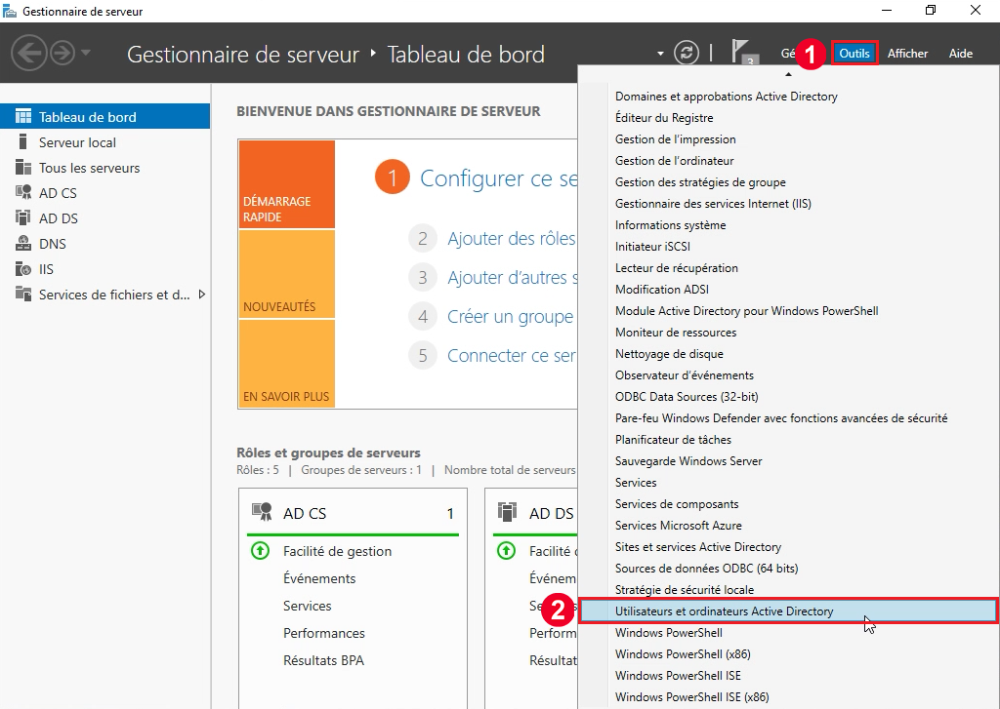 Gestionnaire de serveur
Gestionnaire de serveur ‣ Tableau de bord
3
Gé
1
Outils
Afficher
Aide
Tableau de bord
Serveur local
Tous les serveurs
AD CS
AD DS
DNS
IIS
Services de fichiers et d...
BIENVENUE DANS GESTIONNAIRE DE SERVEUR
DÉMARRAGE
RAPIDE
NOUVEAUTÉS
EN SAVOIR PLUS
1 Configurer ce se
2 Ajouter des rôles
3 Ajouter d'autres s
4 Créer un groupe
5 Connecter ce ser
Rôles et groupes de serveurs
Rôles : 5 | Groupes de serveurs : 1 | Nombre total de serveurs
AD CS 1
Facilité de gestion
Événements
Services
Performances
Résultats BPA
AD DS
Facilité
Événem
Se
Perform
Résultat
Domaines et approbations Active Directory
Éditeur du Registre
Gestion de l'impression
Gestion de l'ordinateur
Gestion des stratégies de groupe
Gestionnaire des services Internet (IIS)
Informations système
Initiateur iSCSI
Lecteur de récupération
Modification ADSI
Module Active Directory pour Windows PowerShell
Moniteur de ressources
Nettoyage de disque
Observateur d'événements
ODBC Data Sources (32-bit)
Pare-feu Windows Defender avec fonctions avancées de sécurité
Planificateur de tâches
Sauvegarde Windows Server
Services
Services de composants
Services Microsoft Azure
Sites et services Active Directory
Sources de données ODBC (64 bits)
Stratégie de sécurité locale
2
Utilisateurs et ordinateurs Active Directory
Windows PowerShell
Windows PowerShell (x86)
Windows PowerShell ISE
Windows PowerShell ISE (x86)